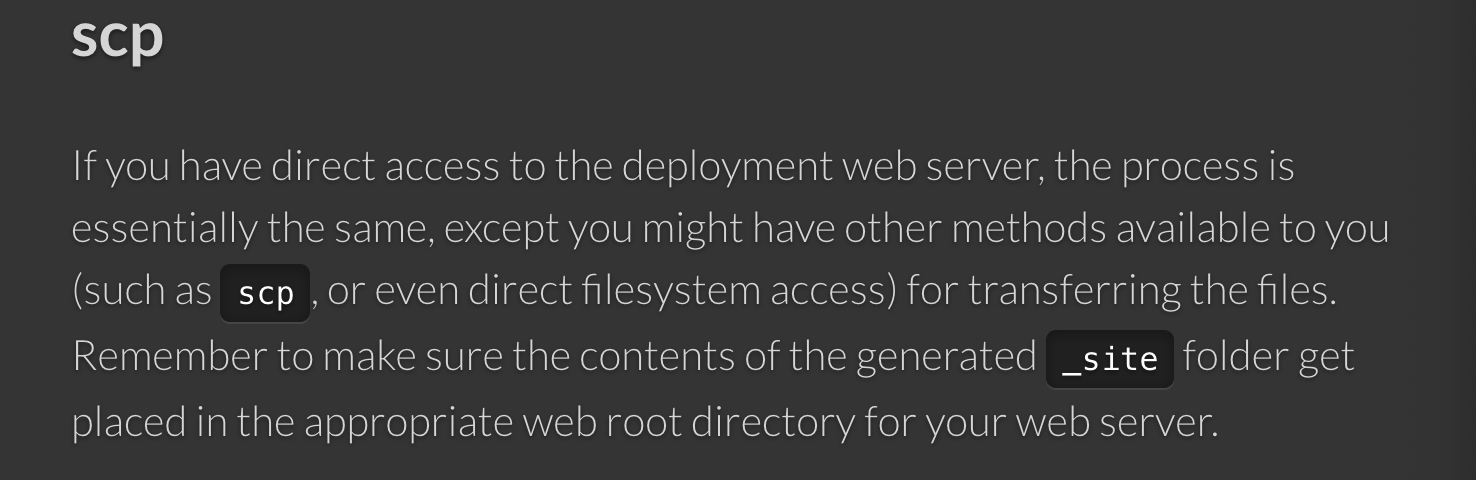 scp
If you have direct access to the deployment web server, the process is
essentially the same, except you might have other methods available to you
(such as scp, or even direct filesystem access) for transferring the files.
Remember to make sure the contents of the generated _site folder get
placed in the appropriate web root directory for your web server.